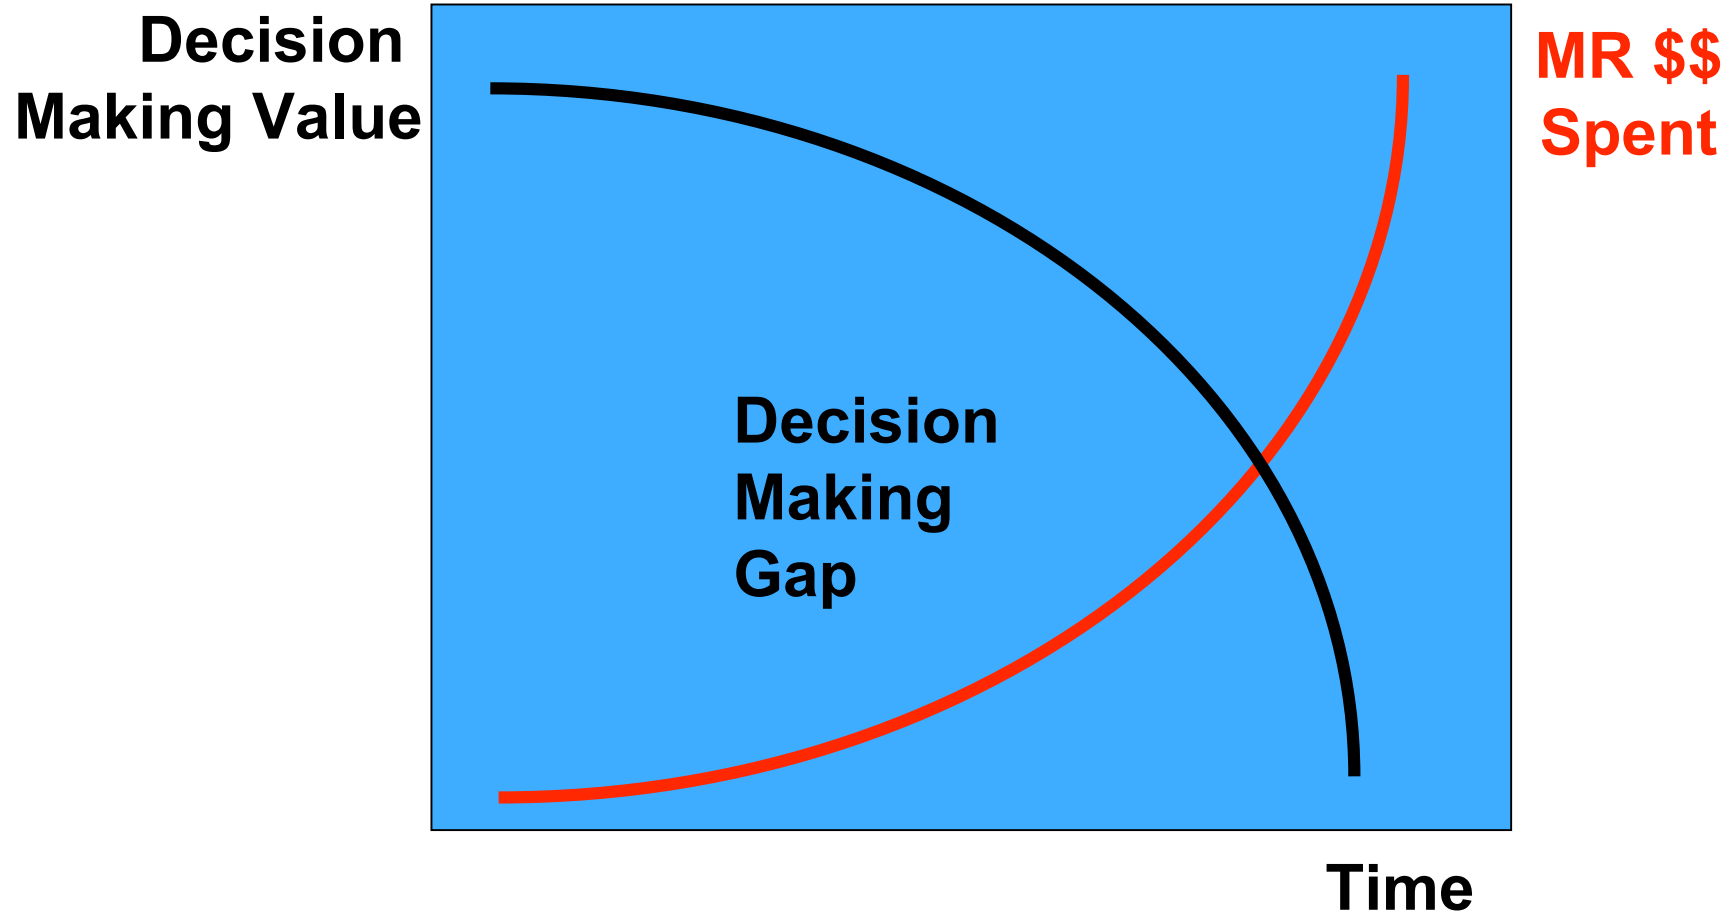 Decision
Making Value
MR $$
Spent
Decision
Making
Gap
Time